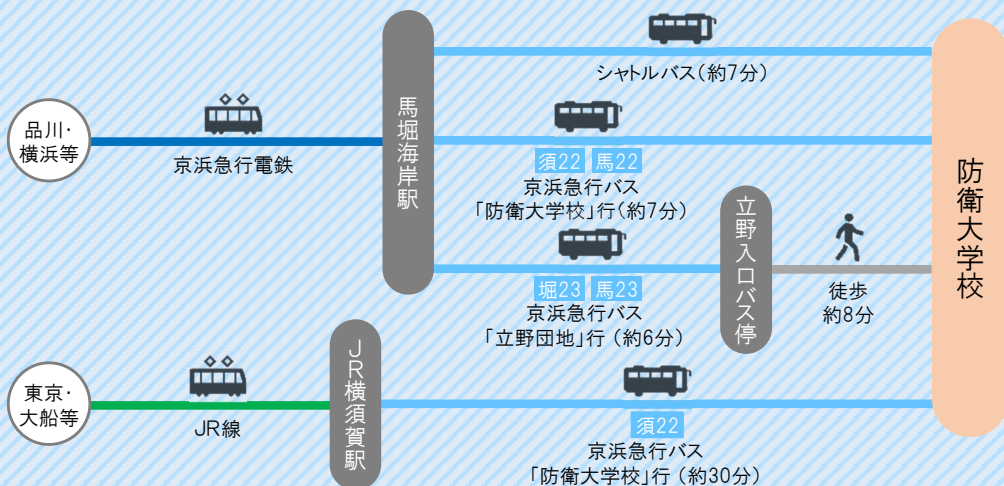 シャトルバス(約7分)
品川・
横浜等
京浜急行電鉄
馬堀海岸駅
須22 馬22
京浜急行バス
「防衛大学校」行(約7分)
堀23 馬23
京浜急行バス
「立野団地」行 (約6分)
立野入口バス停
徒歩
約8分
防衛大学校
東京・
大船等
JR線
JR横須賀駅
須22
京浜急行バス
「防衛大学校」行 (約30分)